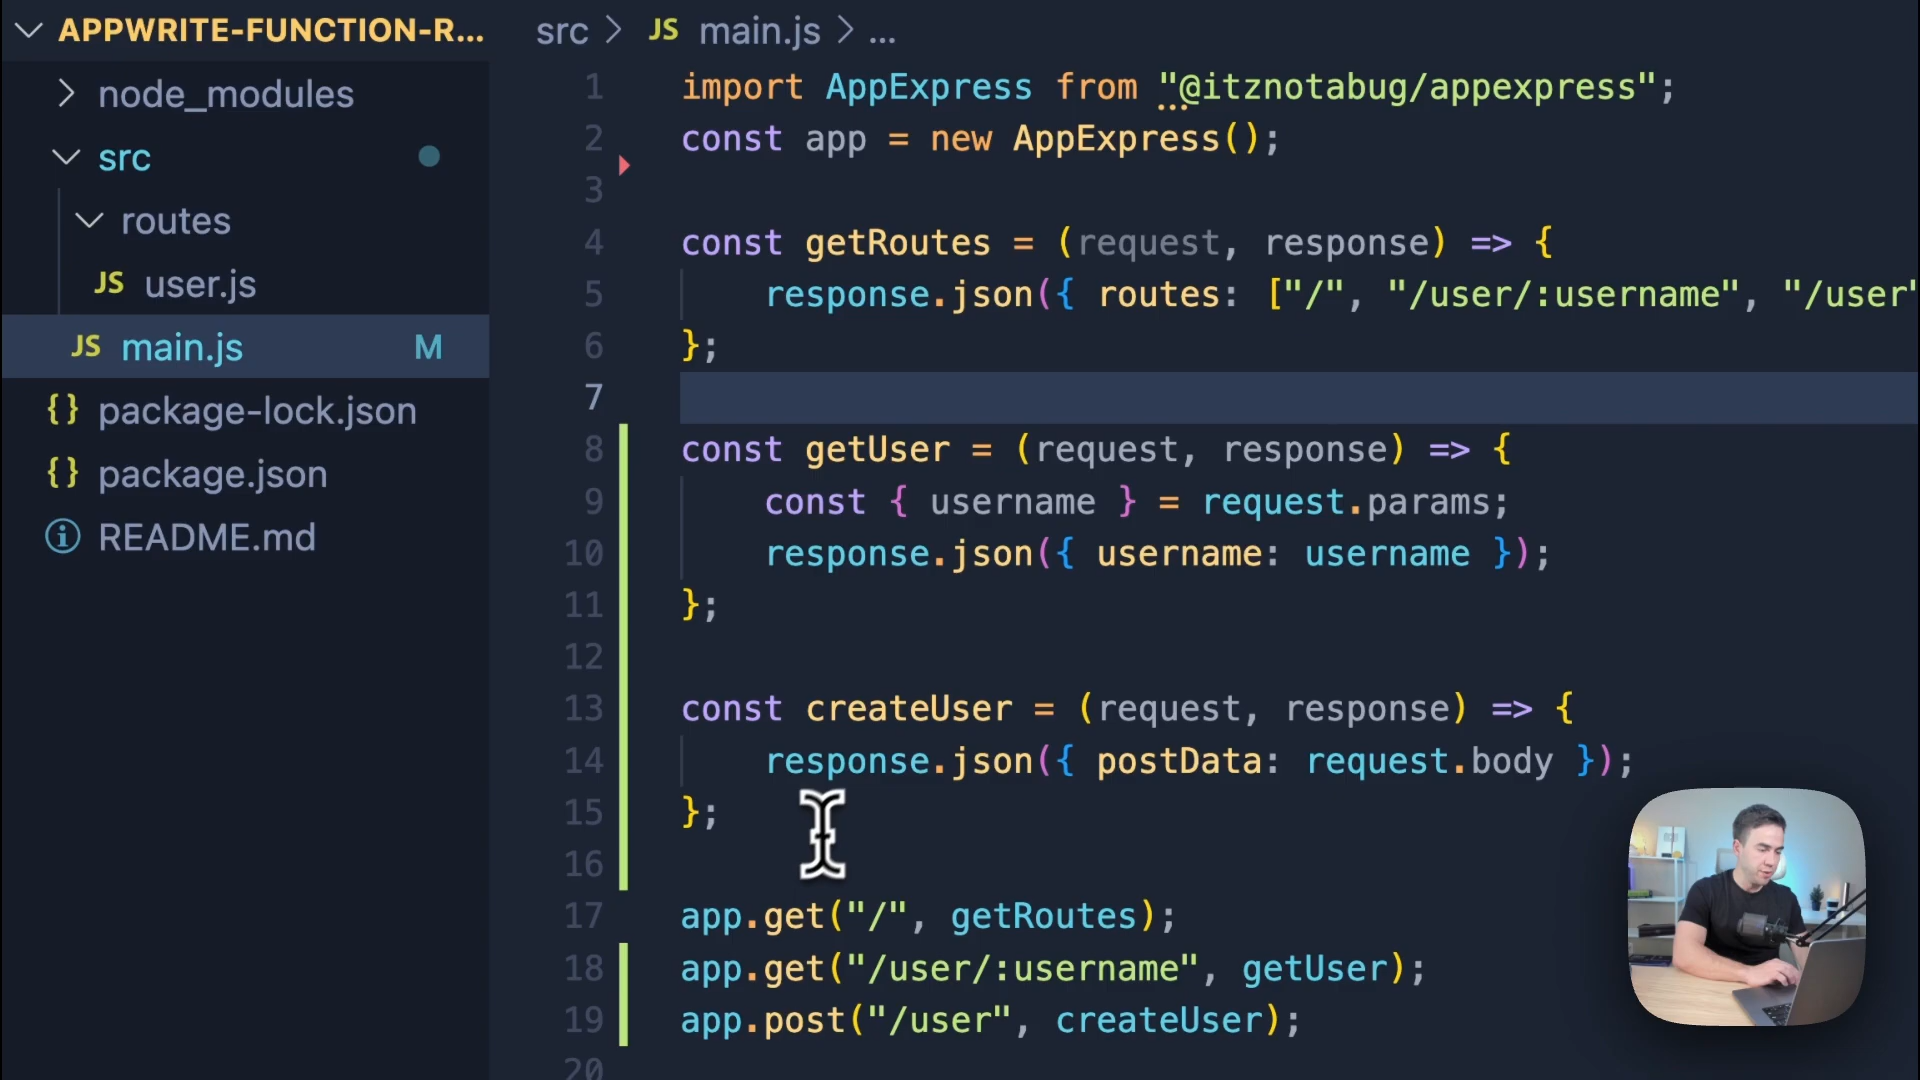 APPWRITE-FUNCTION-R...
node_modules
src
routes
JS user.js
JS main.js M
{} package-lock.json
{} package.json
README.md
src > JS main.js > ...
1 import AppExpress from "@itznotabug/appexpress";
2 const app = new AppExpress();
3
4 const getRoutes = (request, response) => {
5 response.json({ routes: ["/", "/user/:username", "/user"
6 };
7
8 const getUser = (request, response) => {
9 const { username } = request.params;
10 response.json({ username: username });
11 };
12
13 const createUser = (request, response) => {
14 response.json({ postData: request.body });
15 };
16
17 app.get("/", getRoutes);
18 app.get("/user/:username", getUser);
19 app.post("/user", createUser);
20